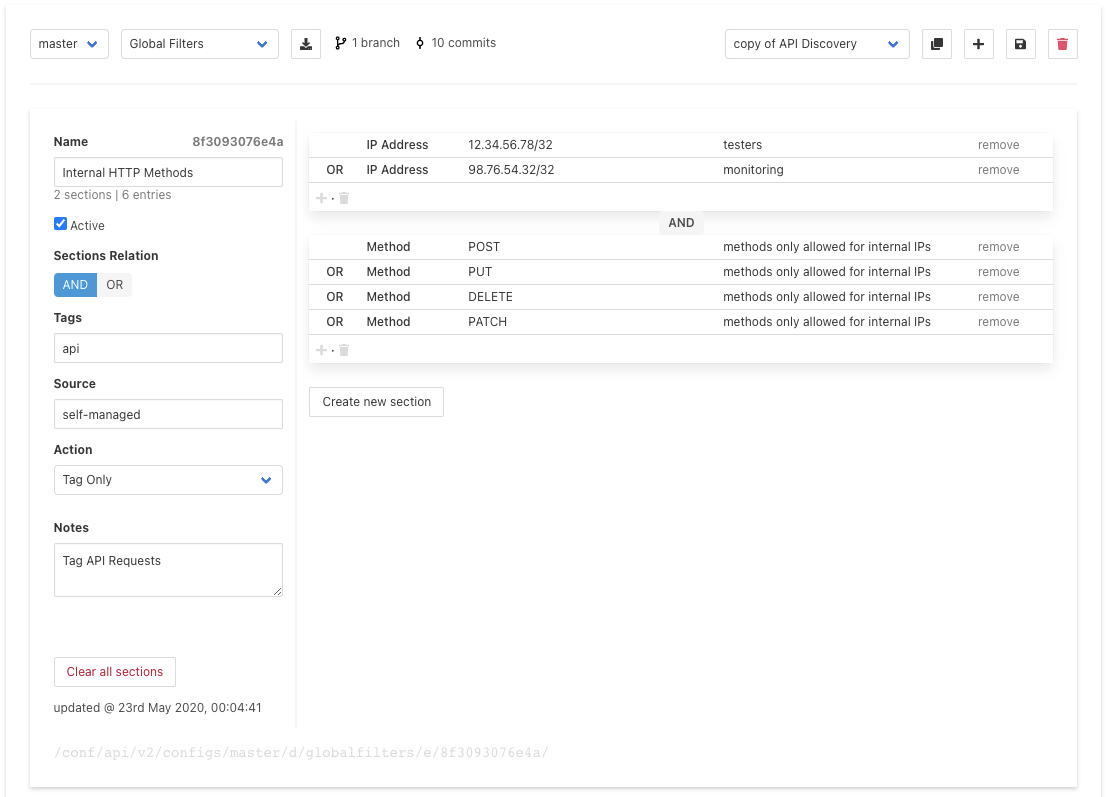 master Global Filters 1 branch 10 commits copy of API Discovery
Name 8f3093076e4a
Internal HTTP Methods
2 sections | 6 entries
Active
Sections Relation
AND OR
Tags
api
Source
self-managed
Action
Tag Only
Notes
Tag API Requests
Clear all sections
updated @ 23rd May 2020, 00:04:41
IP Address 12.34.56.78/32 testers remove
OR IP Address 98.76.54.32/32 monitoring remove
+ ·
AND
Method POST methods only allowed for internal IPs remove
OR Method PUT methods only allowed for internal IPs remove
OR Method DELETE methods only allowed for internal IPs remove
OR Method PATCH methods only allowed for internal IPs remove
+ ·
Create new section
/conf/api/v2/configs/master/d/globalfilters/e/8f3093076e4a/